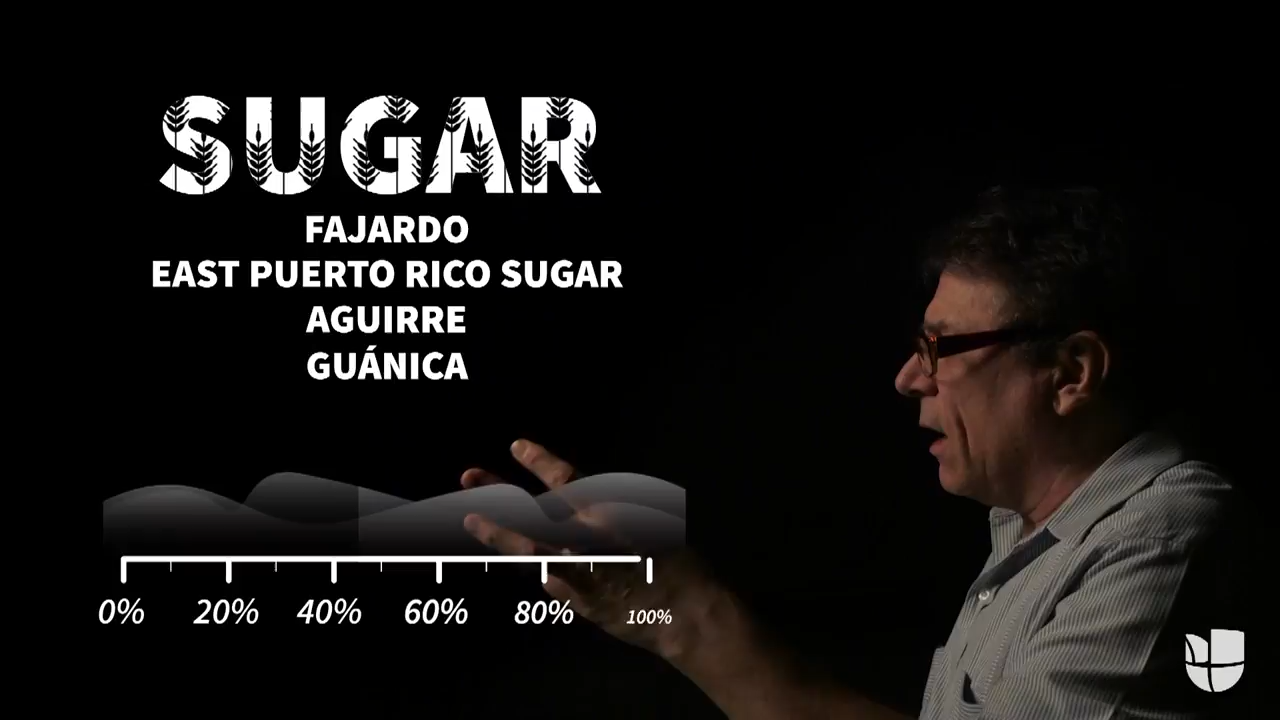 SUGAR
FAJARDO
EAST PUERTO RICO SUGAR
AGUIRRE
GUÁNICA
0% 20% 40% 60% 80% 100%